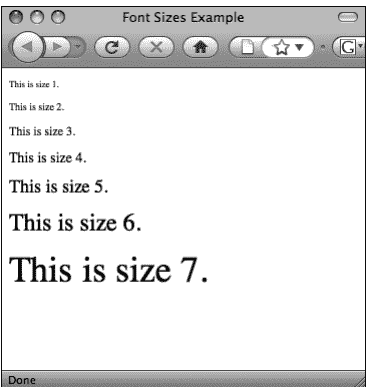 Font Sizes Example
G
This is size 1.
This is size 2.
This is size 3.
This is size 4.
This is size 5.
This is size 6.
This is size 7.
Done